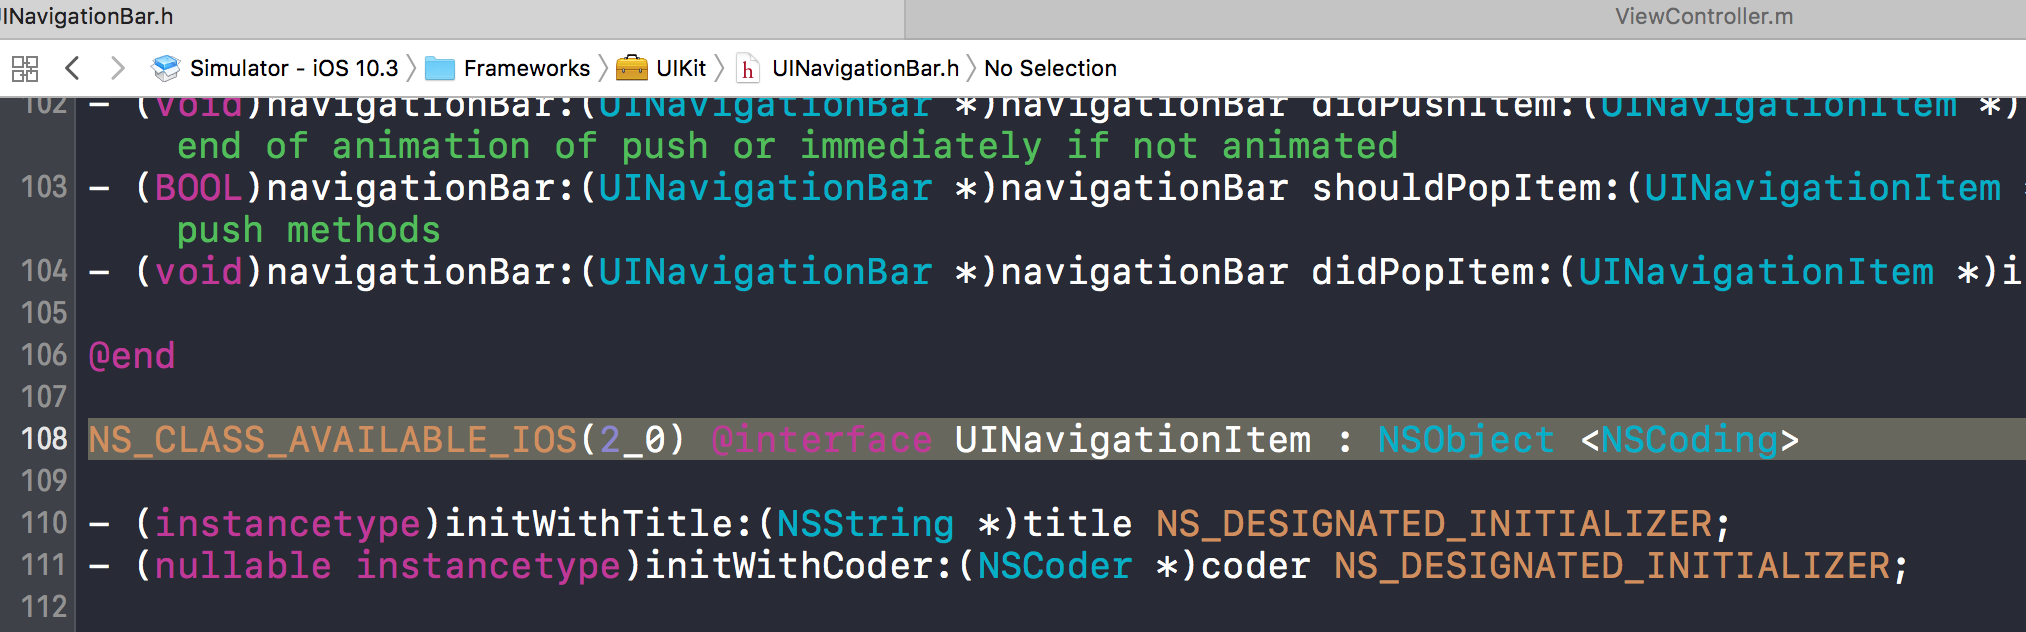 UINavigationBar.h
ViewController.m
Simulator - iOS 10.3 Frameworks UIKit h UINavigationBar.h No Selection
102 - (void)navigationBar:(UINavigationBar *)navigationBar didPushItem:(UINavigationItem *)
end of animation of push or immediately if not animated
103 - (BOOL)navigationBar:(UINavigationBar *)navigationBar shouldPopItem:(UINavigationItem *
push methods
104 - (void)navigationBar:(UINavigationBar *)navigationBar didPopItem:(UINavigationItem *)i
105
106 @end
107
108 NS_CLASS_AVAILABLE_IOS(2_0) @interface UINavigationItem : NSObject <NSCoding>
109
110 - (instancetype)initWithTitle:(NSString *)title NS_DESIGNATED_INITIALIZER;
111 - (nullable instancetype)initWithCoder:(NSCoder *)coder NS_DESIGNATED_INITIALIZER;
112